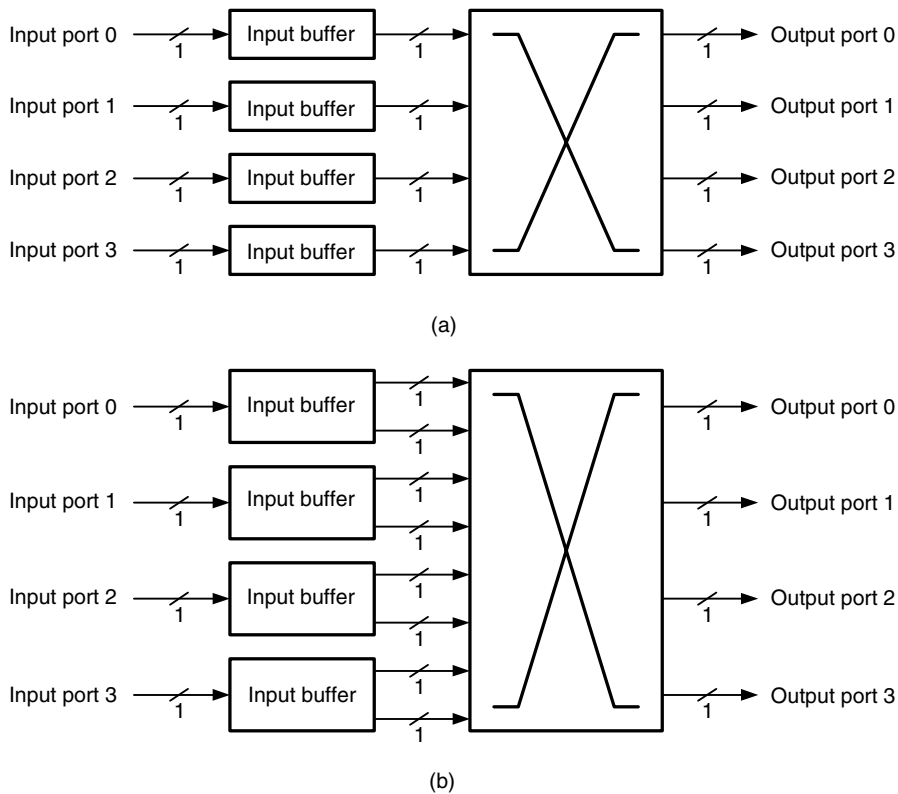 Input port 0 1 Input buffer 1 1 Output port 0
Input port 1 1 Input buffer 1 1 Output port 1
Input port 2 1 Input buffer 1 1 Output port 2
Input port 3 1 Input buffer 1 1 Output port 3
(a)
1
Input port 0 1 Input buffer 1 Output port 0
1
1
Input port 1 1 Input buffer 1 Output port 1
1
1
Input port 2 1 Input buffer 1 Output port 2
1
1
Input port 3 1 Input buffer 1 Output port 3
1
(b)